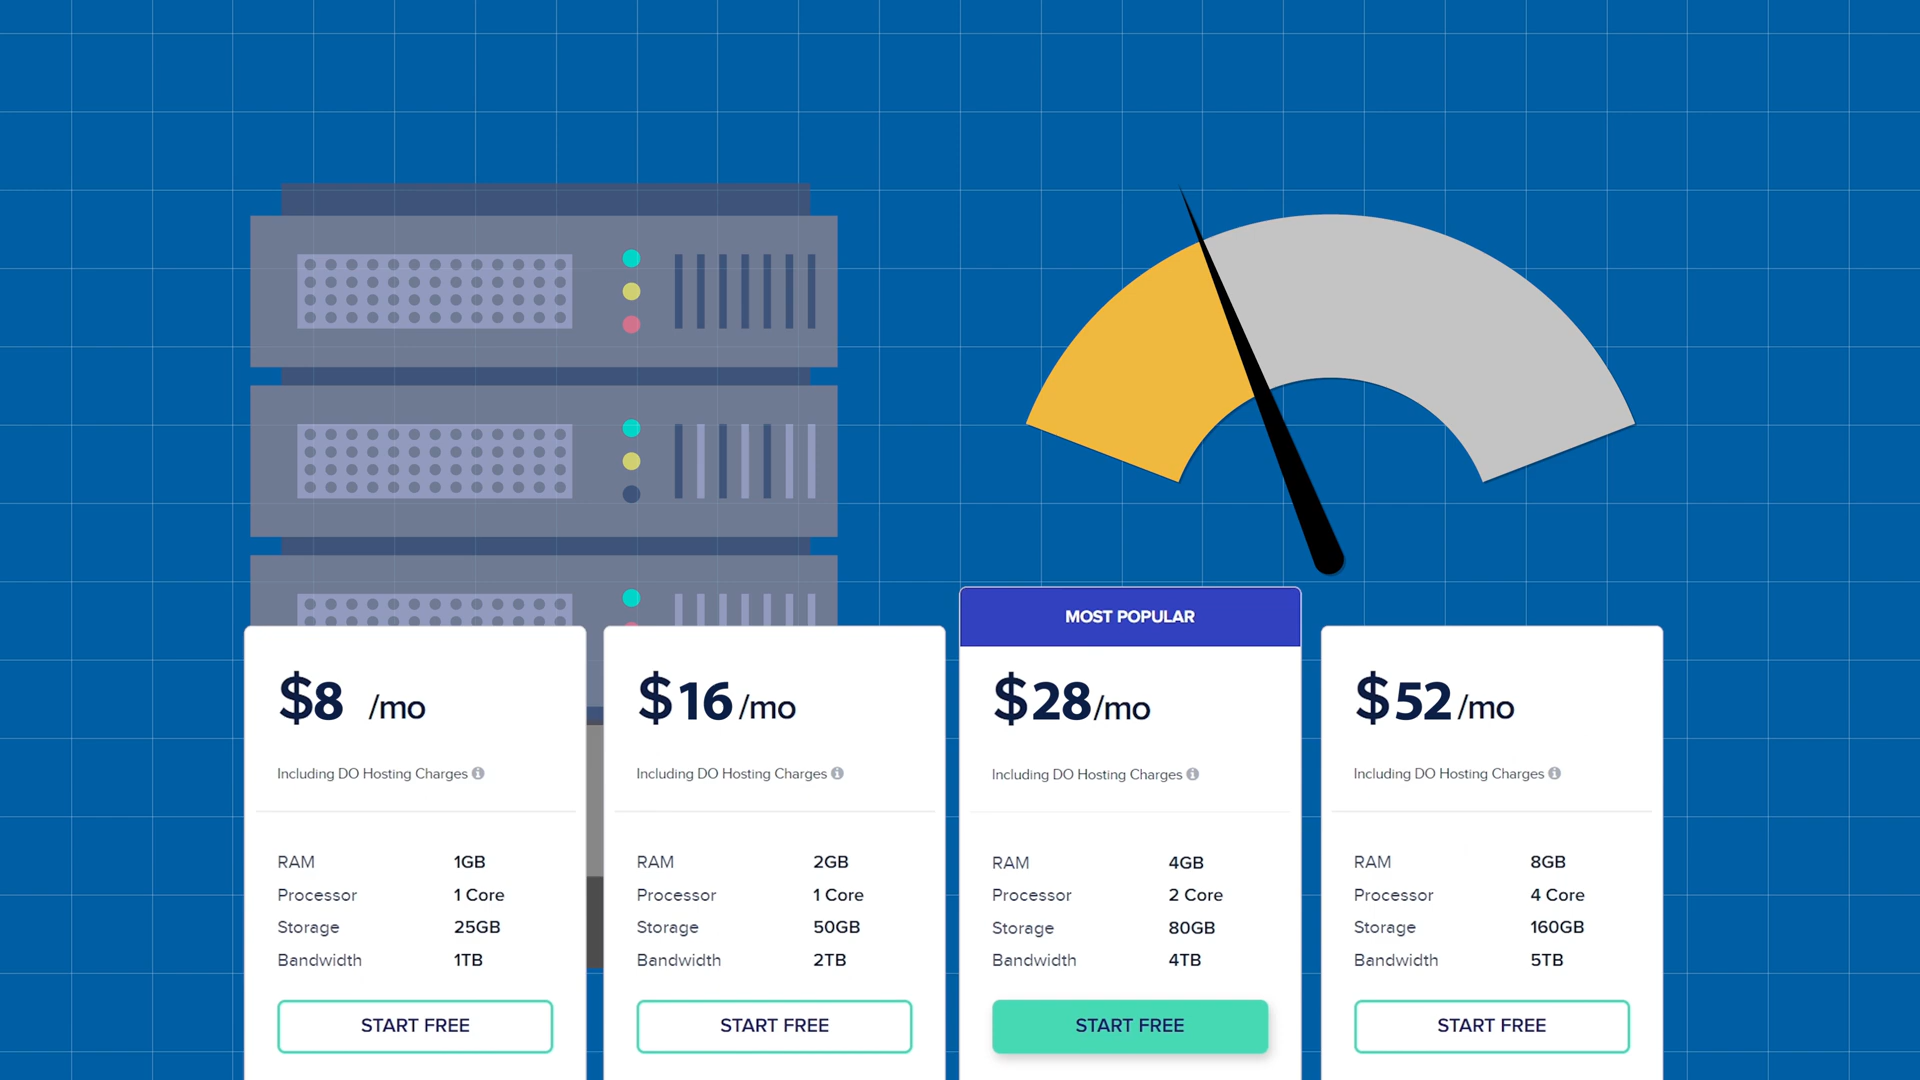 $8 /mo
Including DO Hosting Charges
RAM 1GB
Processor 1 Core
Storage 25GB
Bandwidth 1TB
START FREE
$16 /mo
Including DO Hosting Charges
RAM 2GB
Processor 1 Core
Storage 50GB
Bandwidth 2TB
START FREE
MOST POPULAR
$28/mo
Including DO Hosting Charges
RAM 4GB
Processor 2 Core
Storage 80GB
Bandwidth 4TB
START FREE
$52 /mo
Including DO Hosting Charges
RAM 8GB
Processor 4 Core
Storage 160GB
Bandwidth 5TB
START FREE